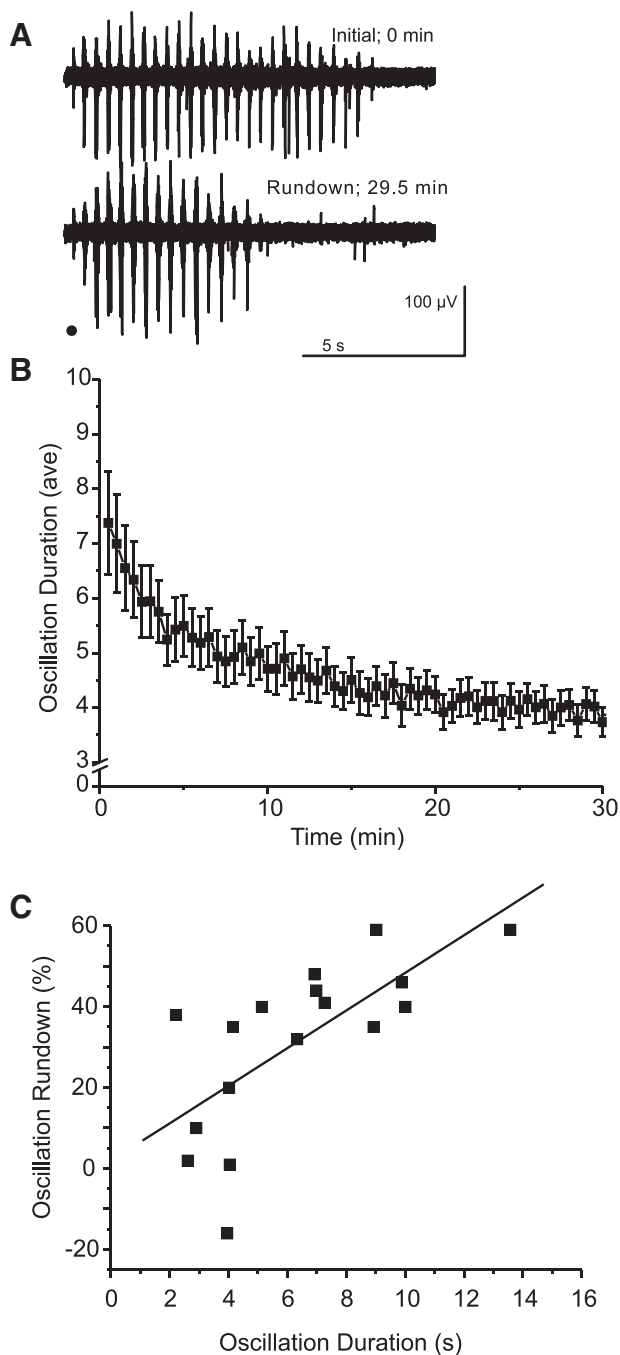 A
Initial; 0 min
Rundown; 29.5 min
100 µV
5 s
B
Oscillation Duration (ave)
10
9
8
7
6
5
4
3
0
0 10 20 30
Time (min)
C
Oscillation Rundown (%)
60
40
20
0
-20
0 2 4 6 8 10 12 14 16
Oscillation Duration (s)